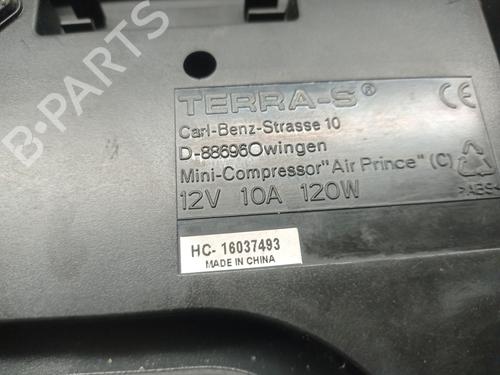 TERRA-S®
Carl-Benz-Strasse 10
D-88696Owingen
Mini-Compressor"Air Prince" (C)
12V 10A 120W
CE
>ABS
HC- 16037493
MADE IN CHINA
B-PARTS